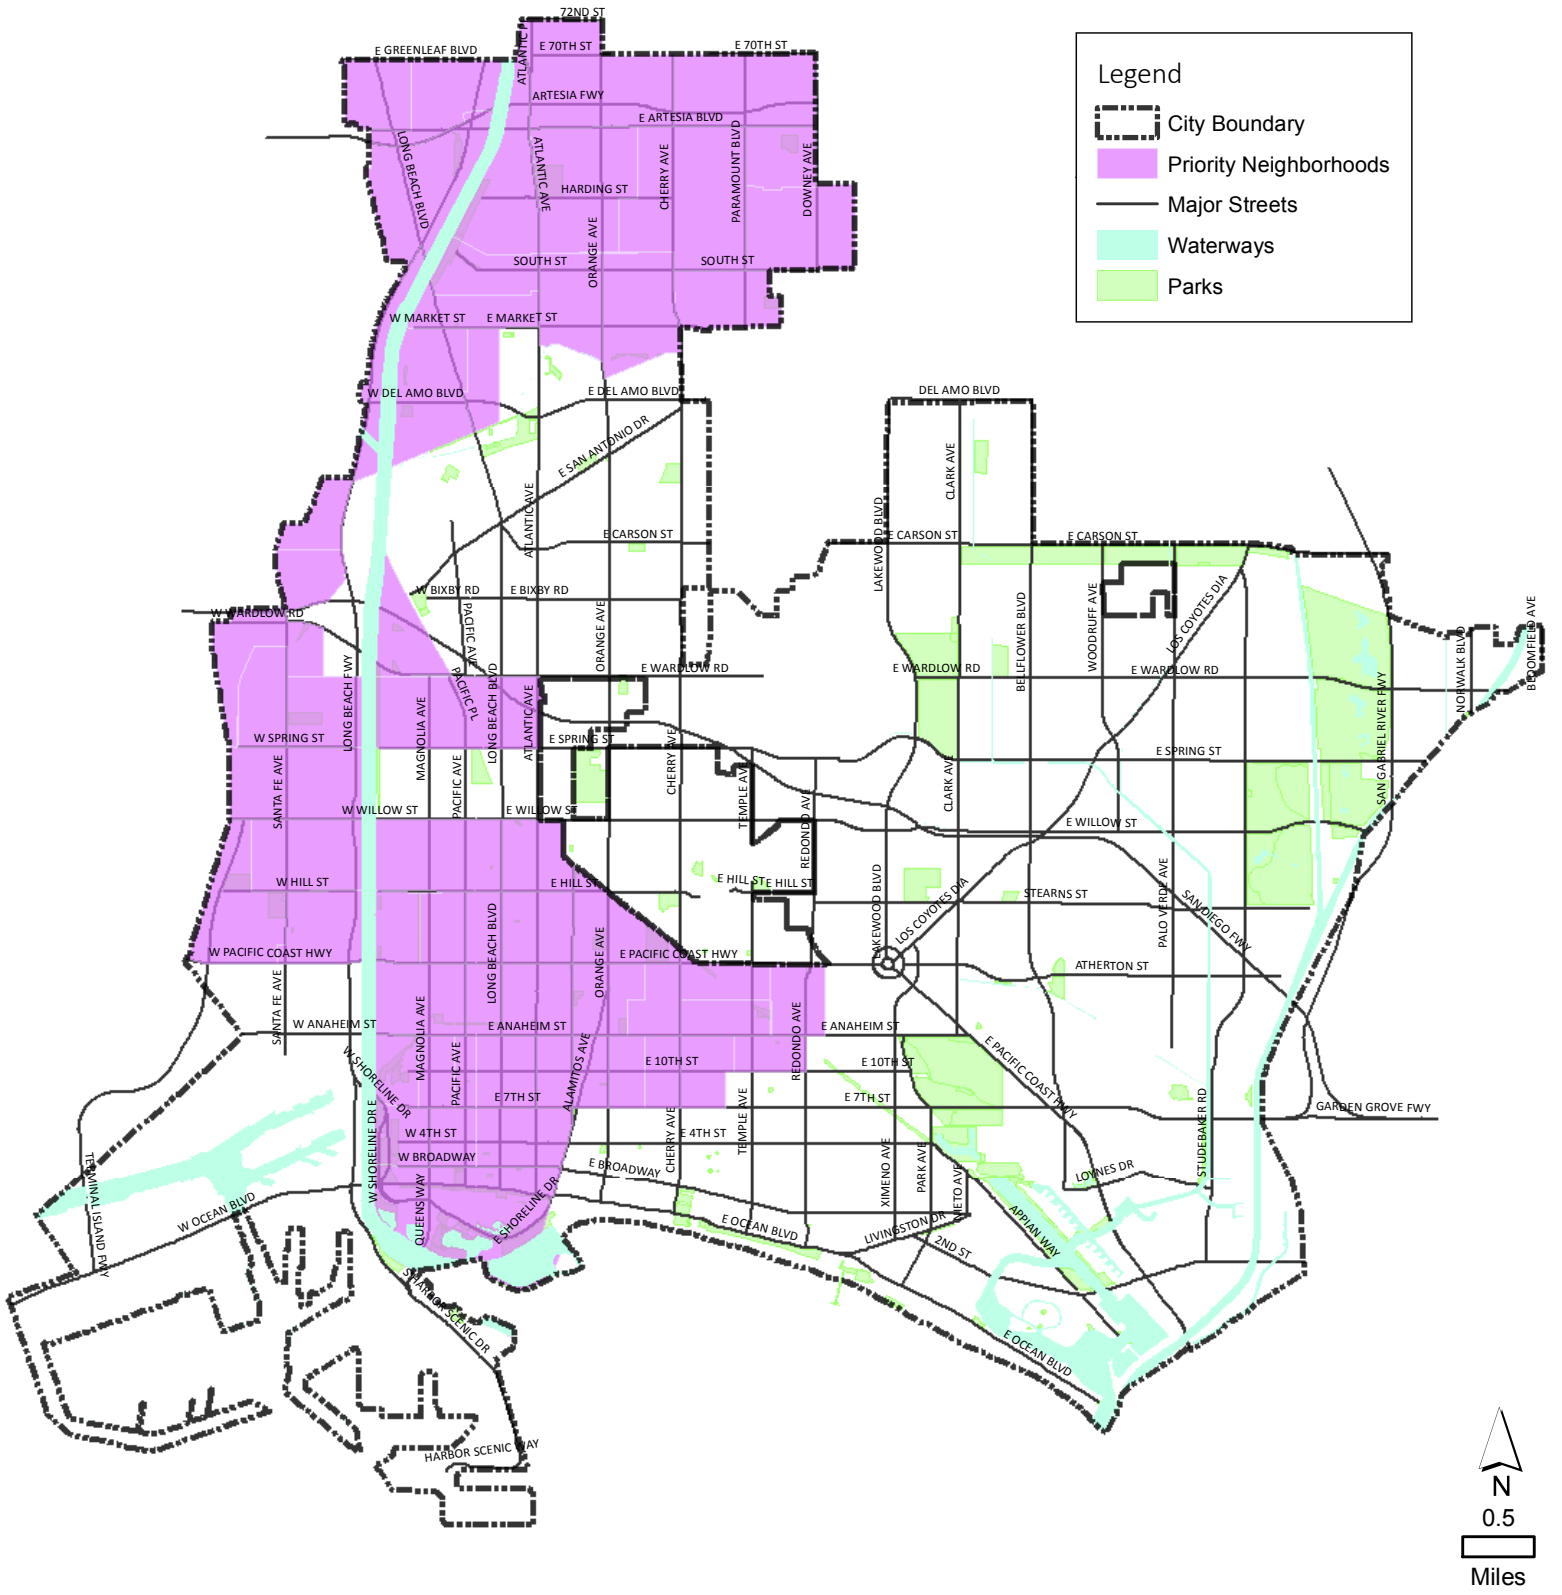 72ND ST
E GREENLEAF BLVD
E 70TH ST
E 70TH ST
ATLANTIC
ARTESIA FWY
E ARTESIA BLVD
LONG BEACH BLVD
ATLANTIC AVE
CHERRY AVE
PARAMOUNT BLVD
DOWNEY AVE
HARDING ST
ORANGE AVE
SOUTH ST
SOUTH ST
W MARKET ST
E MARKET ST
W DEL AMO BLVD
E DEL AMO BLVD
DEL AMO BLVD
E SAN ANTONIO DR
CLARK AVE
ATLANTIC AVE
LAKEWOOD BLVD
E CARSON ST
E CARSON ST
E CARSON ST
W BIXBY RD
E BIXBY RD
W WARDLOW RD
PACIFIC AVE
ORANGE AVE
BELLFLOWER BLVD
WOODRUFF AVE
LOS COYOTES DIA
NORWALK BLVD
BLOOMFIELD AVE
E WARDLOW RD
E WARDLOW RD
E WARDLOW RD
LONG BEACH FWY
PACIFIC PL
LONG BEACH BLVD
ATLANTIC AVE
MAGNOLIA AVE
SAN GABRIEL RIVER FWY
W SPRING ST
E SPRING ST
E SPRING ST
SANTA FE AVE
PACIFIC AVE
CHERRY AVE
TEMPLE AVE
REDONDO AVE
CLARK AVE
W WILLOW ST
E WILLOW ST
E WILLOW ST
W HILL ST
E HILL ST
E HILL ST
E HILL ST
LAKEWOOD BLVD
LOS COYOTES DIA
STEARNS ST
PALO VERDE AVE
SAN DIEGO FWY
LONG BEACH BLVD
ORANGE AVE
W PACIFIC COAST HWY
E PACIFIC COAST HWY
ATHERTON ST
SANTA FE AVE
MAGNOLIA AVE
REDONDO AVE
W ANAHEIM ST
E ANAHEIM ST
E ANAHEIM ST
W SHORELINE DR
PACIFIC AVE
ALAMITOS AVE
E 10TH ST
E 10TH ST
E PACIFIC COAST HWY
E 7TH ST
E 7TH ST
GARDEN GROVE FWY
W SHORELINE DR E
W 4TH ST
E 4TH ST
CHERRY AVE
TEMPLE AVE
STUDEBAKER RD
W BROADWAY
E BROADWAY
XIMENO AVE
PARK AVE
NIETO AVE
LOYNES DR
TERMINAL ISLAND FWY
W OCEAN BLVD
QUEENS WAY
E SHORELINE DR
E OCEAN BLVD
LIVINGSTON DR
2ND ST
APPIAN WAY
S HARBOR SCENIC DR
E OCEAN BLVD
HARBOR SCENIC WAY
Legend
City Boundary
Priority Neighborhoods
Major Streets
Waterways
Parks
N
0.5
Miles